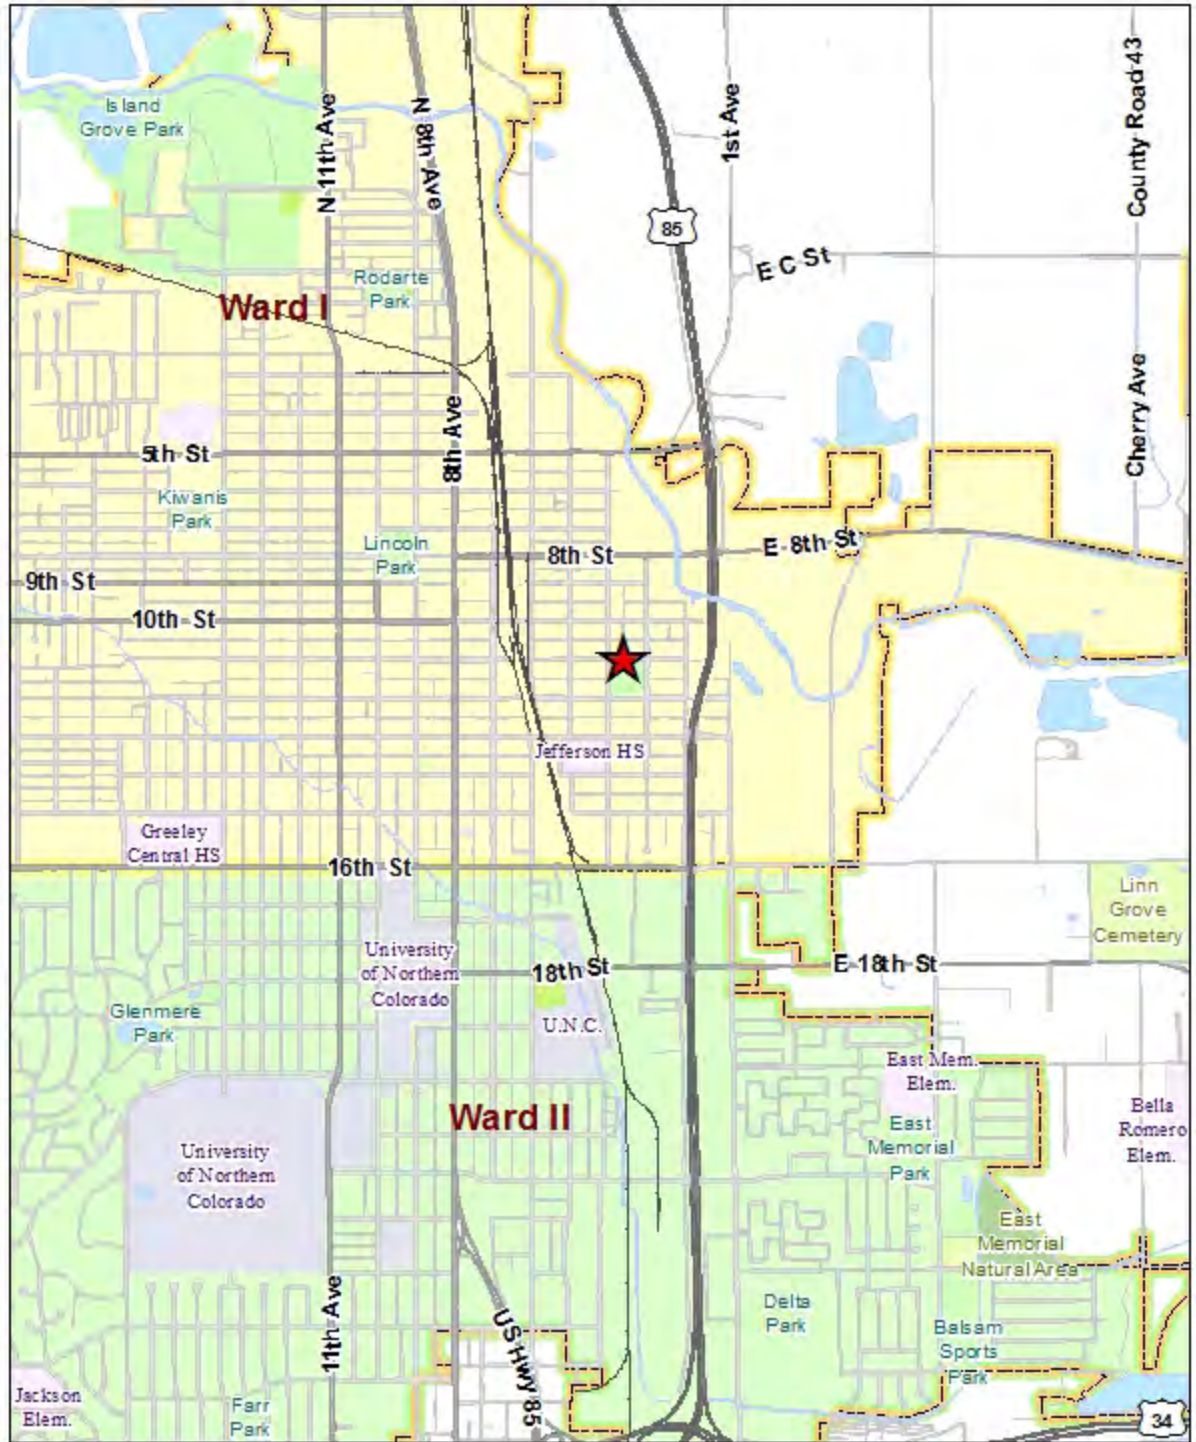 Island
Grove Park
N 11th Ave
N 8th Ave
1st Ave
County Road 43
85
E C St
Rodarte
Park
Ward I
8th Ave
Cherry Ave
5th St
Kiwanis
Park
Lincoln
Park
8th St
E 8th St
9th St
10th St
Jefferson HS
Greeley
Central HS
16th St
Linn
Grove
Cemetery
University
of Northern
Colorado
18th St
E 18th St
Glenmere
Park
U.N.C.
East Mem.
Elem.
Ward II
East
Memorial
Park
Bella
Romero
Elem.
University
of Northern
Colorado
East
Memorial
Natural Area
11th Ave
US HWY 85
Delta
Park
Balsam
Sports
Park
Jackson
Elem.
Farr
Park
34